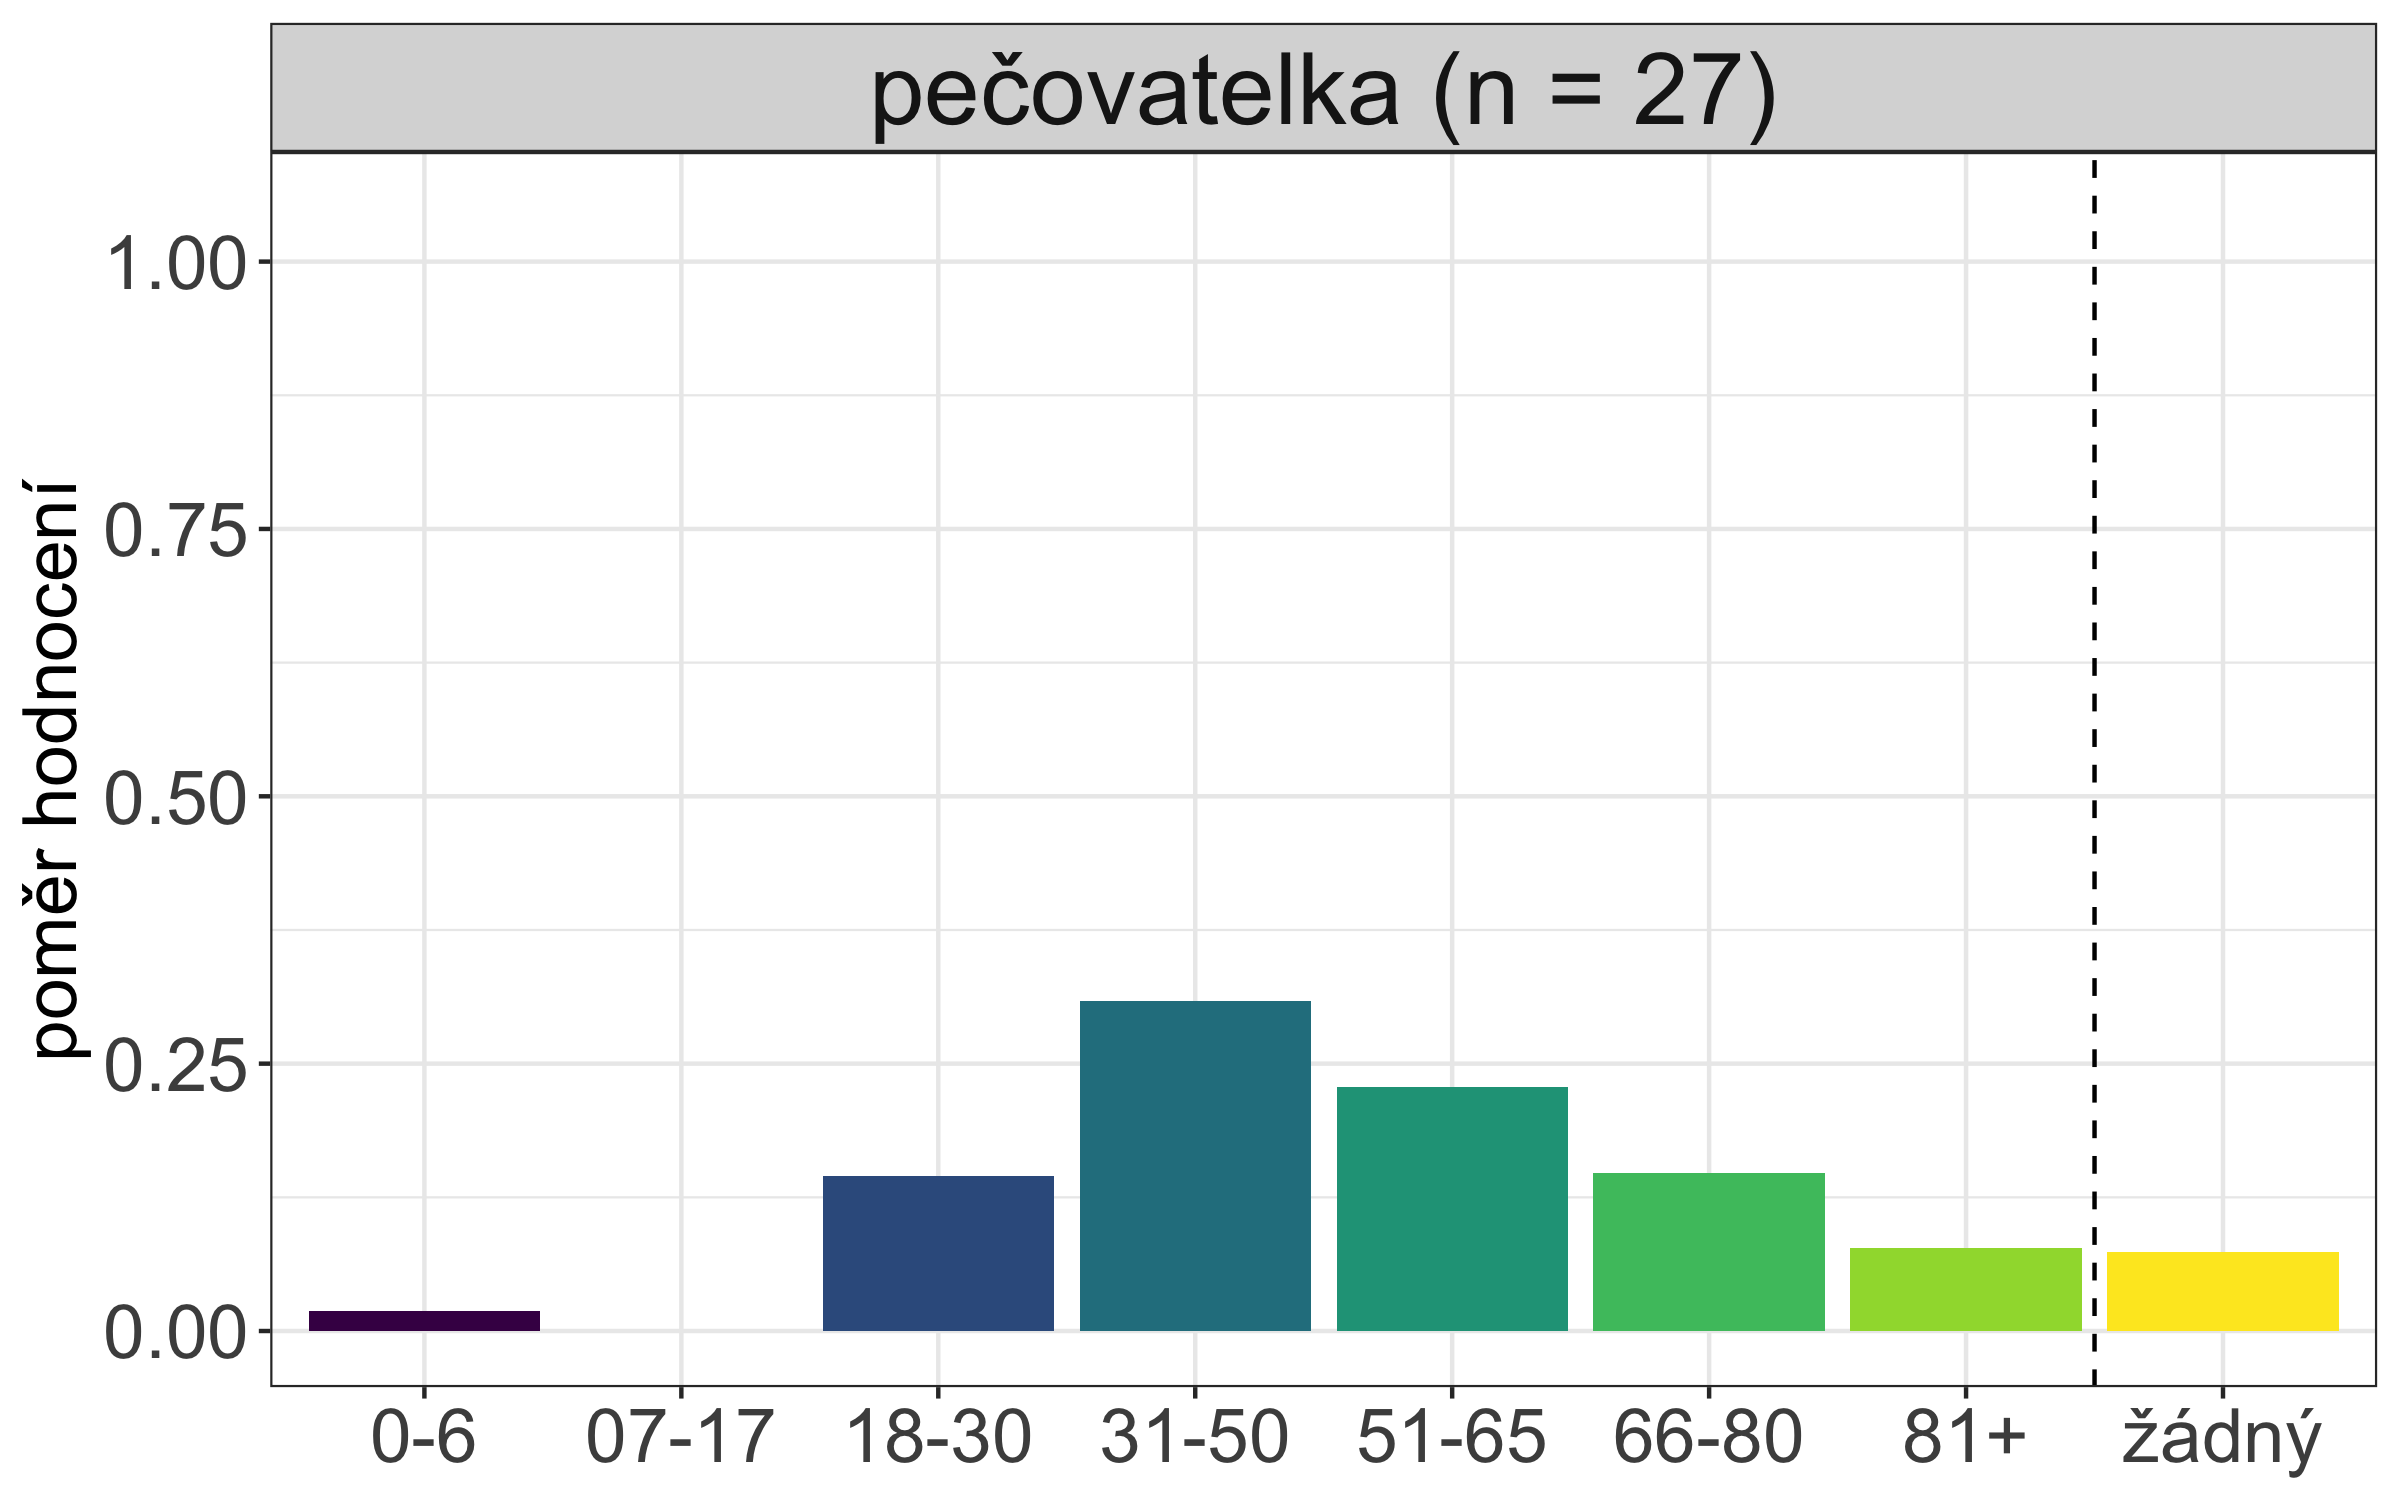 pečovatelka (n = 27)
poměr hodnocení
1.00
0.75
0.50
0.25
0.00
0-6 07-17 18-30 31-50 51-65 66-80 81+ žádný